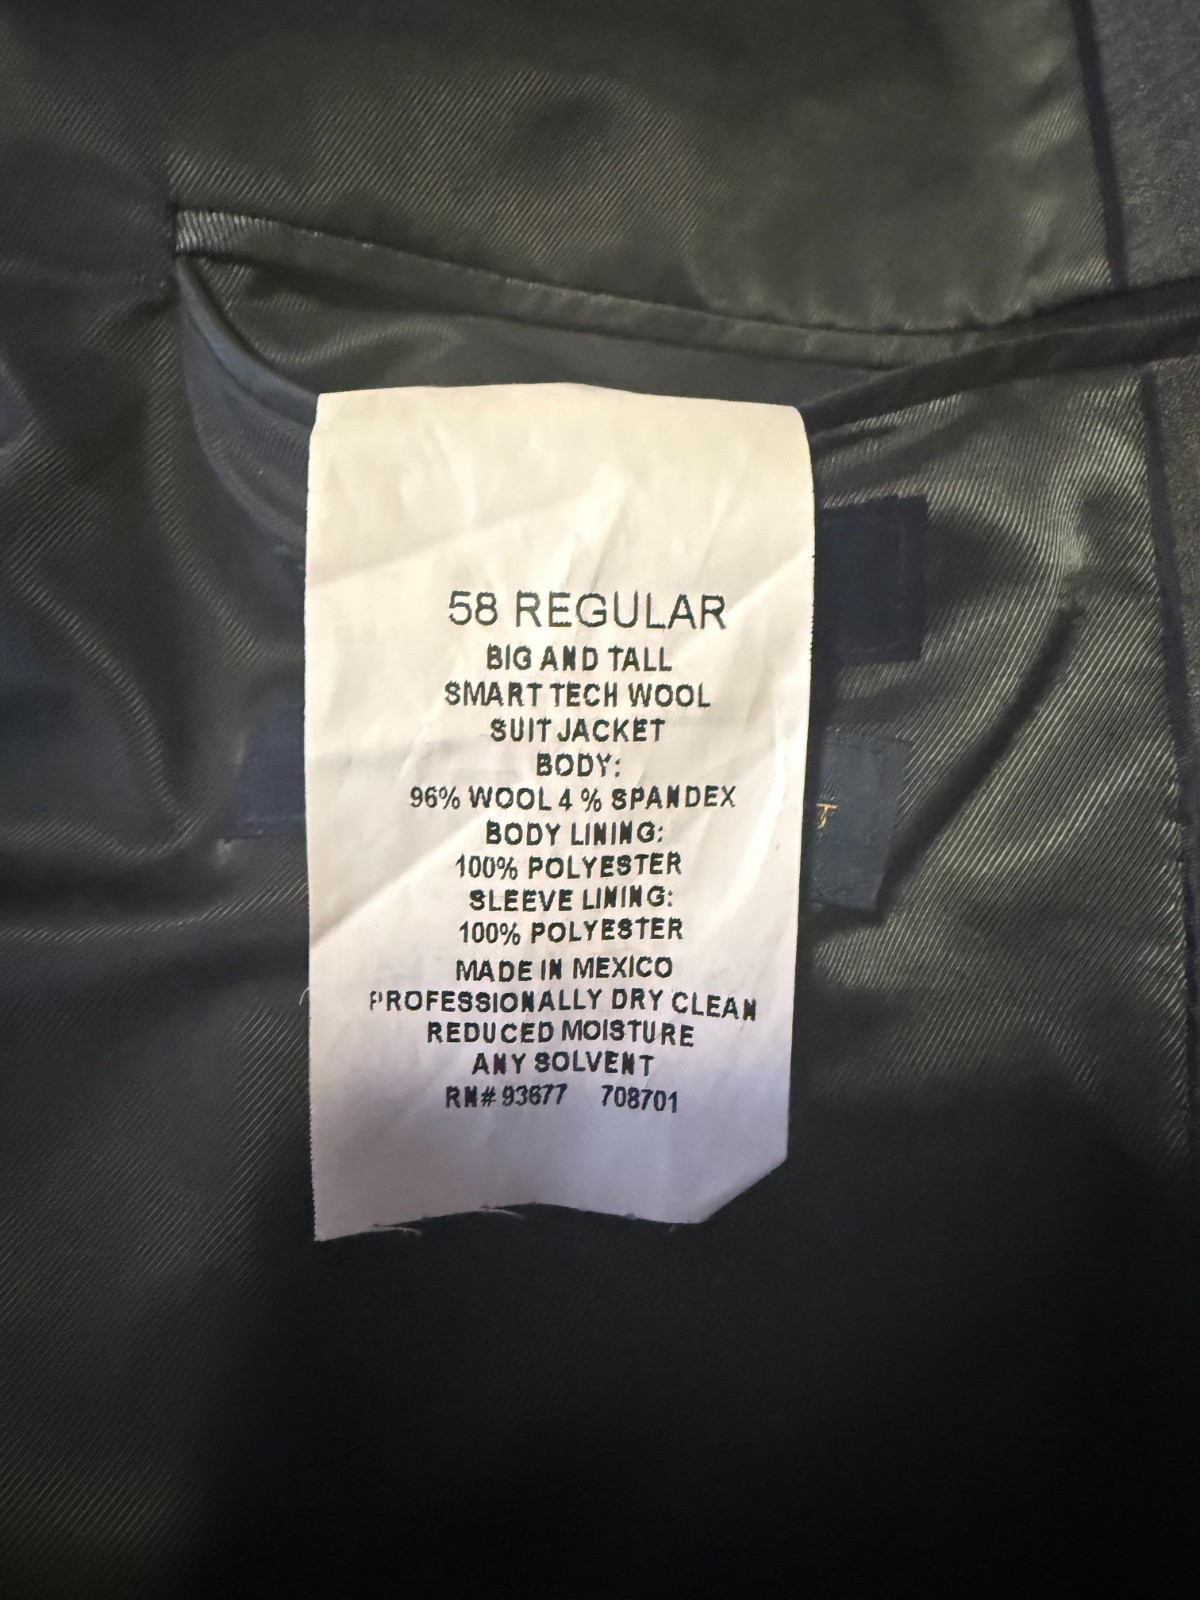 58 REGULAR
BIG AND TALL
SMART TECH WOOL
SUIT JACKET
BODY:
96% WOOL 4 % SPANDEX
BODY LINING:
100% POLYESTER
SLEEVE LINING:
100% POLYESTER
MADE IN MEXICO
PROFESSIONALLY DRY CLEAN
REDUCED MOISTURE
ANY SOLVENT
RN# 93677 708701